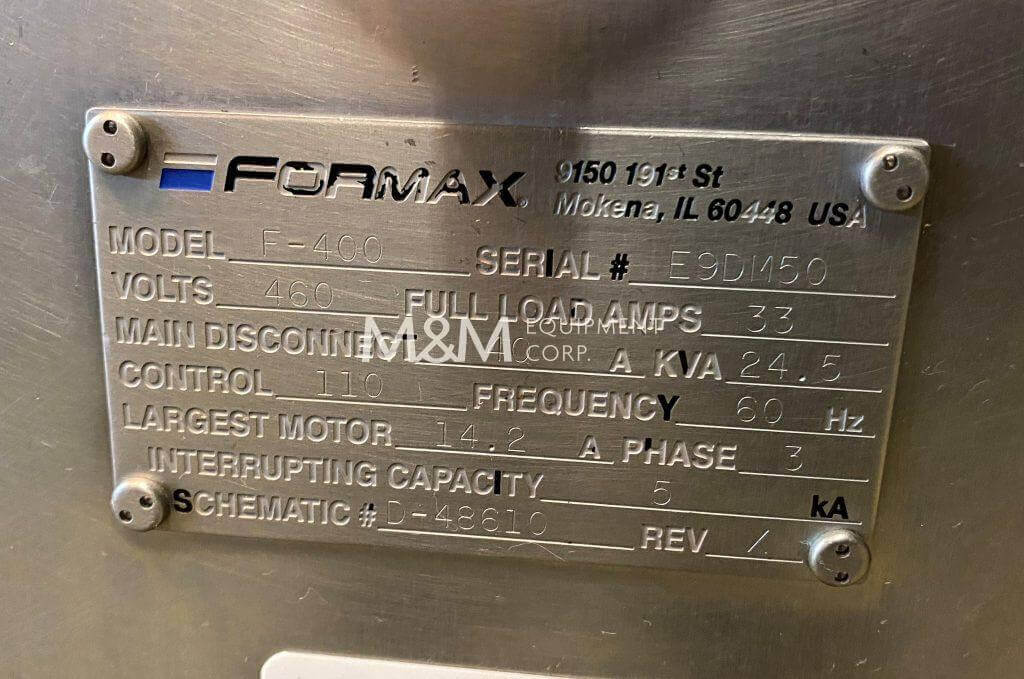 FORMAX®
9150 191st St
Mokena, IL 60448 USA
MODEL F-400 SERIAL # E9DM50
VOLTS 460 FULL LOAD AMPS 33
MAIN DISCONNECT 40 A KVA 24.5
CONTROL 110 FREQUENCY 60 Hz
LARGEST MOTOR 14.2 A PHASE 3
INTERRUPTING CAPACITY 5 kA
SCHEMATIC # D-48610 REV /
M&M EQUIPMENT CORP.